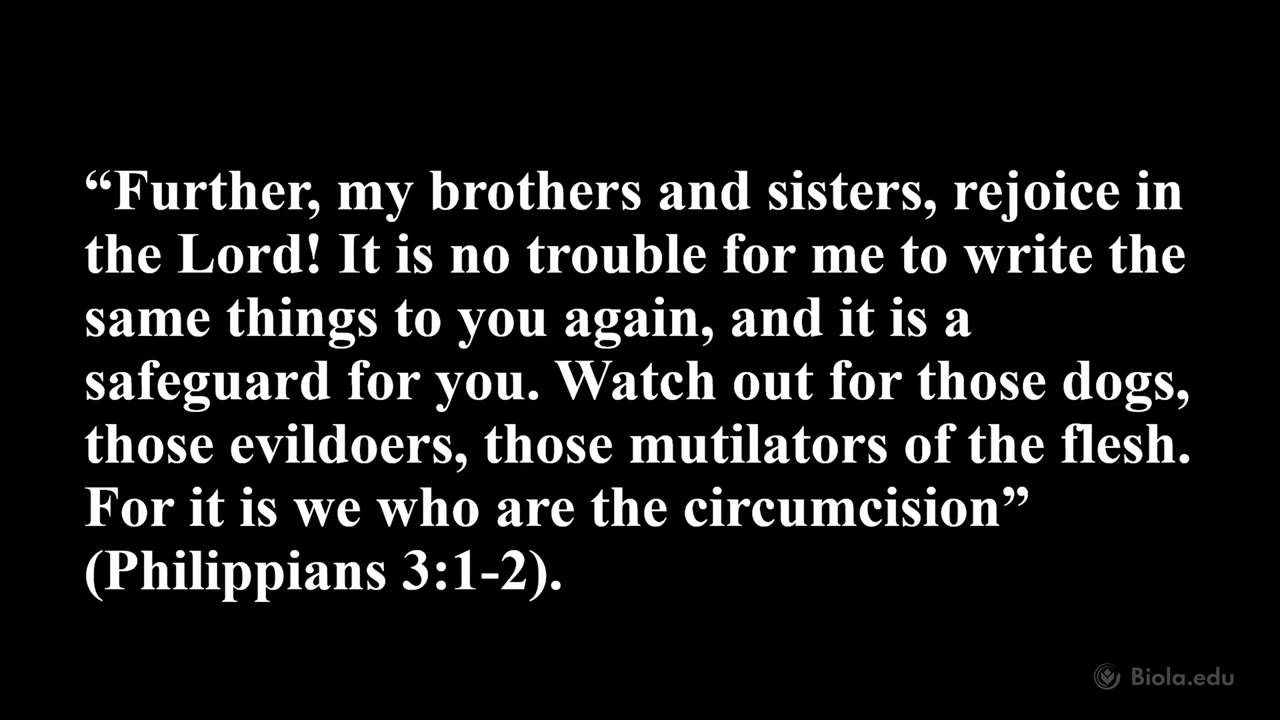 “Further, my brothers and sisters, rejoice in
the Lord! It is no trouble for me to write the
same things to you again, and it is a
safeguard for you. Watch out for those dogs,
those evildoers, those mutilators of the flesh.
For it is we who are the circumcision”
(Philippians 3:1-2).
Biola.edu